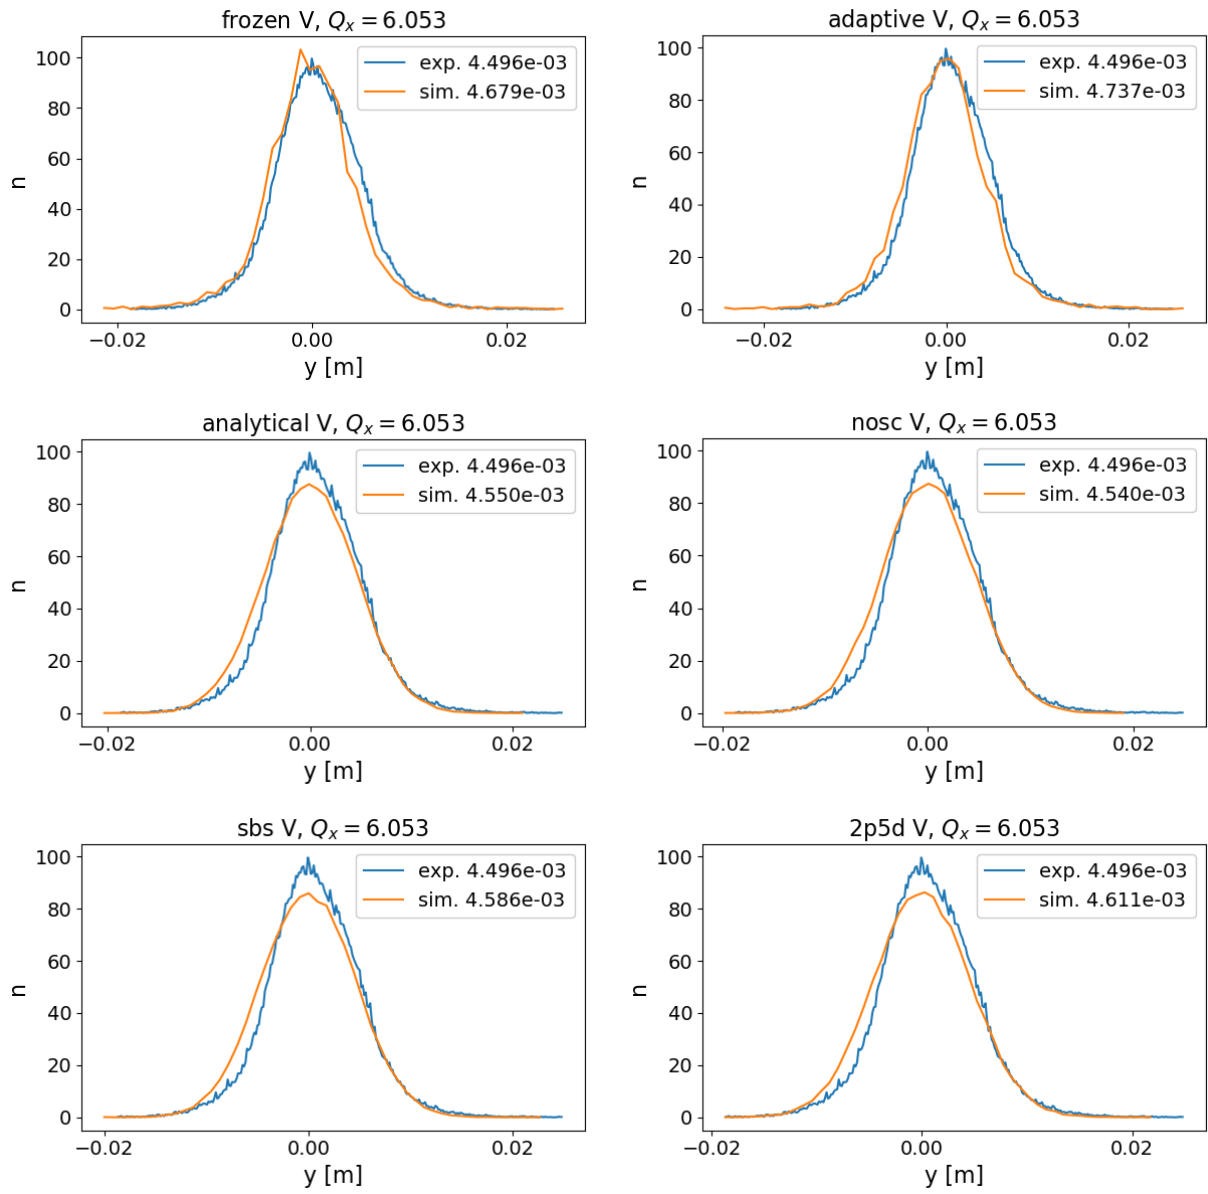 frozen V, Qₓ = 6.053
100
80
60
40
20
0
n
exp. 4.496e-03
sim. 4.679e-03
−0.02
0.00
0.02
y [m]
adaptive V, Qₓ = 6.053
100
80
60
40
20
0
n
exp. 4.496e-03
sim. 4.737e-03
−0.02
0.00
0.02
y [m]
analytical V, Qₓ = 6.053
100
80
60
40
20
0
n
exp. 4.496e-03
sim. 4.550e-03
−0.02
0.00
0.02
y [m]
nosc V, Qₓ = 6.053
100
80
60
40
20
0
n
exp. 4.496e-03
sim. 4.540e-03
−0.02
0.00
0.02
y [m]
sbs V, Qₓ = 6.053
100
80
60
40
20
0
n
exp. 4.496e-03
sim. 4.586e-03
−0.02
0.00
0.02
y [m]
2p5d V, Qₓ = 6.053
100
80
60
40
20
0
n
exp. 4.496e-03
sim. 4.611e-03
−0.02
0.00
0.02
y [m]